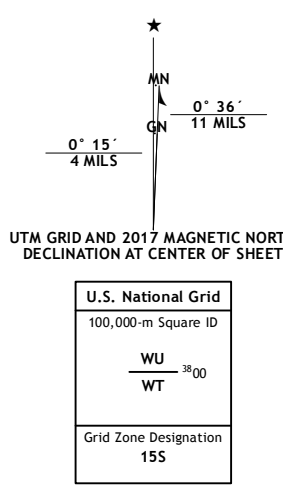 ★
MN
GN
0° 36´
11 MILS
0° 15´
4 MILS
UTM GRID AND 2017 MAGNETIC NORT
DECLINATION AT CENTER OF SHEET
U.S. National Grid
100,000-m Square ID
WU
3800
WT
Grid Zone Designation
15S